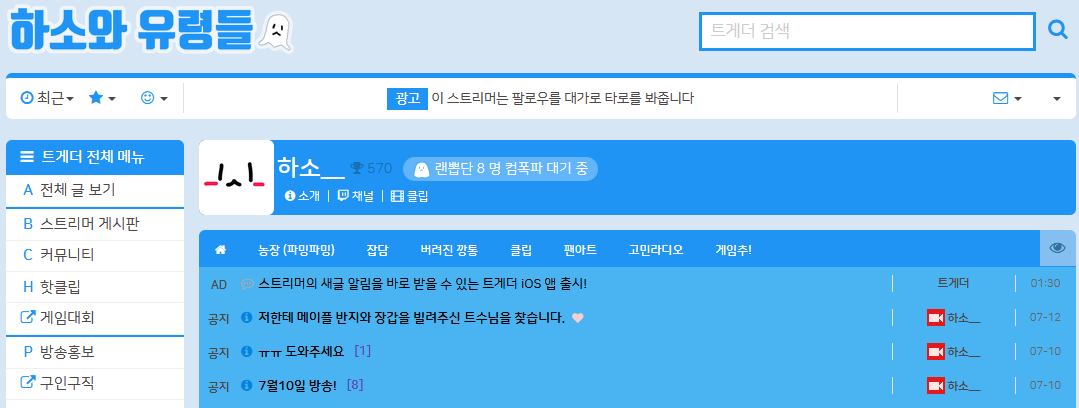 하소와 유령들
트게더 검색
최근
광고 이 스트리머는 팔로우를 대가로 타로를 봐줍니다
트게더 전체 메뉴
A 전체 글 보기
B 스트리머 게시판
C 커뮤니티
H 핫클립
게임대회
P 방송홍보
구인구직
하소__ 570 랜뽑단 8 명 컴폭파 대기 중
소개 | 채널 | 클립
농장 (파밍파밍) 잡담 버려진 깡통 클립 팬아트 고민라디오 게임추!
AD 스트리머의 새글 알림을 바로 받을 수 있는 트게더 iOS 앱 출시! 트게더 01:30
공지 저한테 메이플 반지와 장갑을 빌려주신 트수님을 찾습니다. 하소__ 07-12
공지 ㅠㅠ 도와주세요 [1] 하소__ 07-10
공지 7월10일 방송! [8] 하소__ 07-10